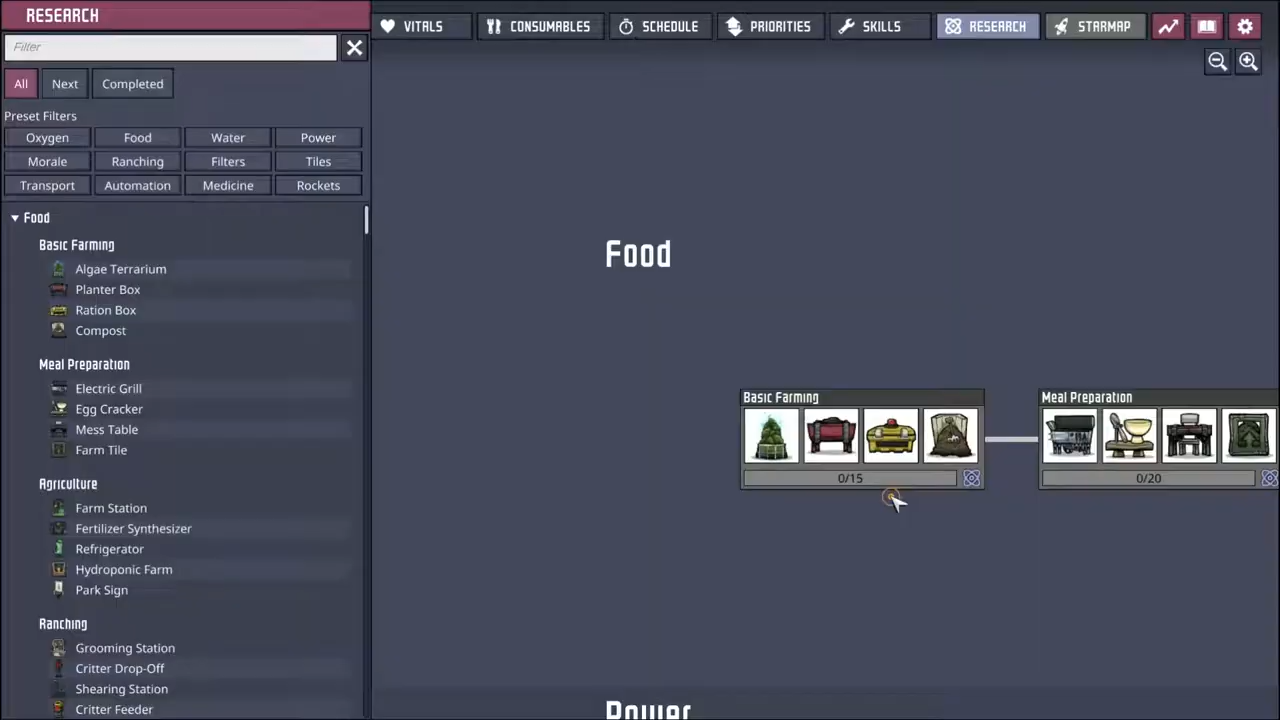 RESEARCH
VITALS
CONSUMABLES
SCHEDULE
PRIORITIES
SKILLS
RESEARCH
STARMAP
Filter
All
Next
Completed
Preset Filters
Oxygen
Food
Water
Power
Morale
Ranching
Filters
Tiles
Transport
Automation
Medicine
Rockets
Food
Basic Farming
Algae Terrarium
Planter Box
Ration Box
Compost
Meal Preparation
Electric Grill
Egg Cracker
Mess Table
Farm Tile
Agriculture
Farm Station
Fertilizer Synthesizer
Refrigerator
Hydroponic Farm
Park Sign
Ranching
Grooming Station
Critter Drop-Off
Shearing Station
Critter Feeder
Food
Basic Farming
0/15
Meal Preparation
0/20
Power